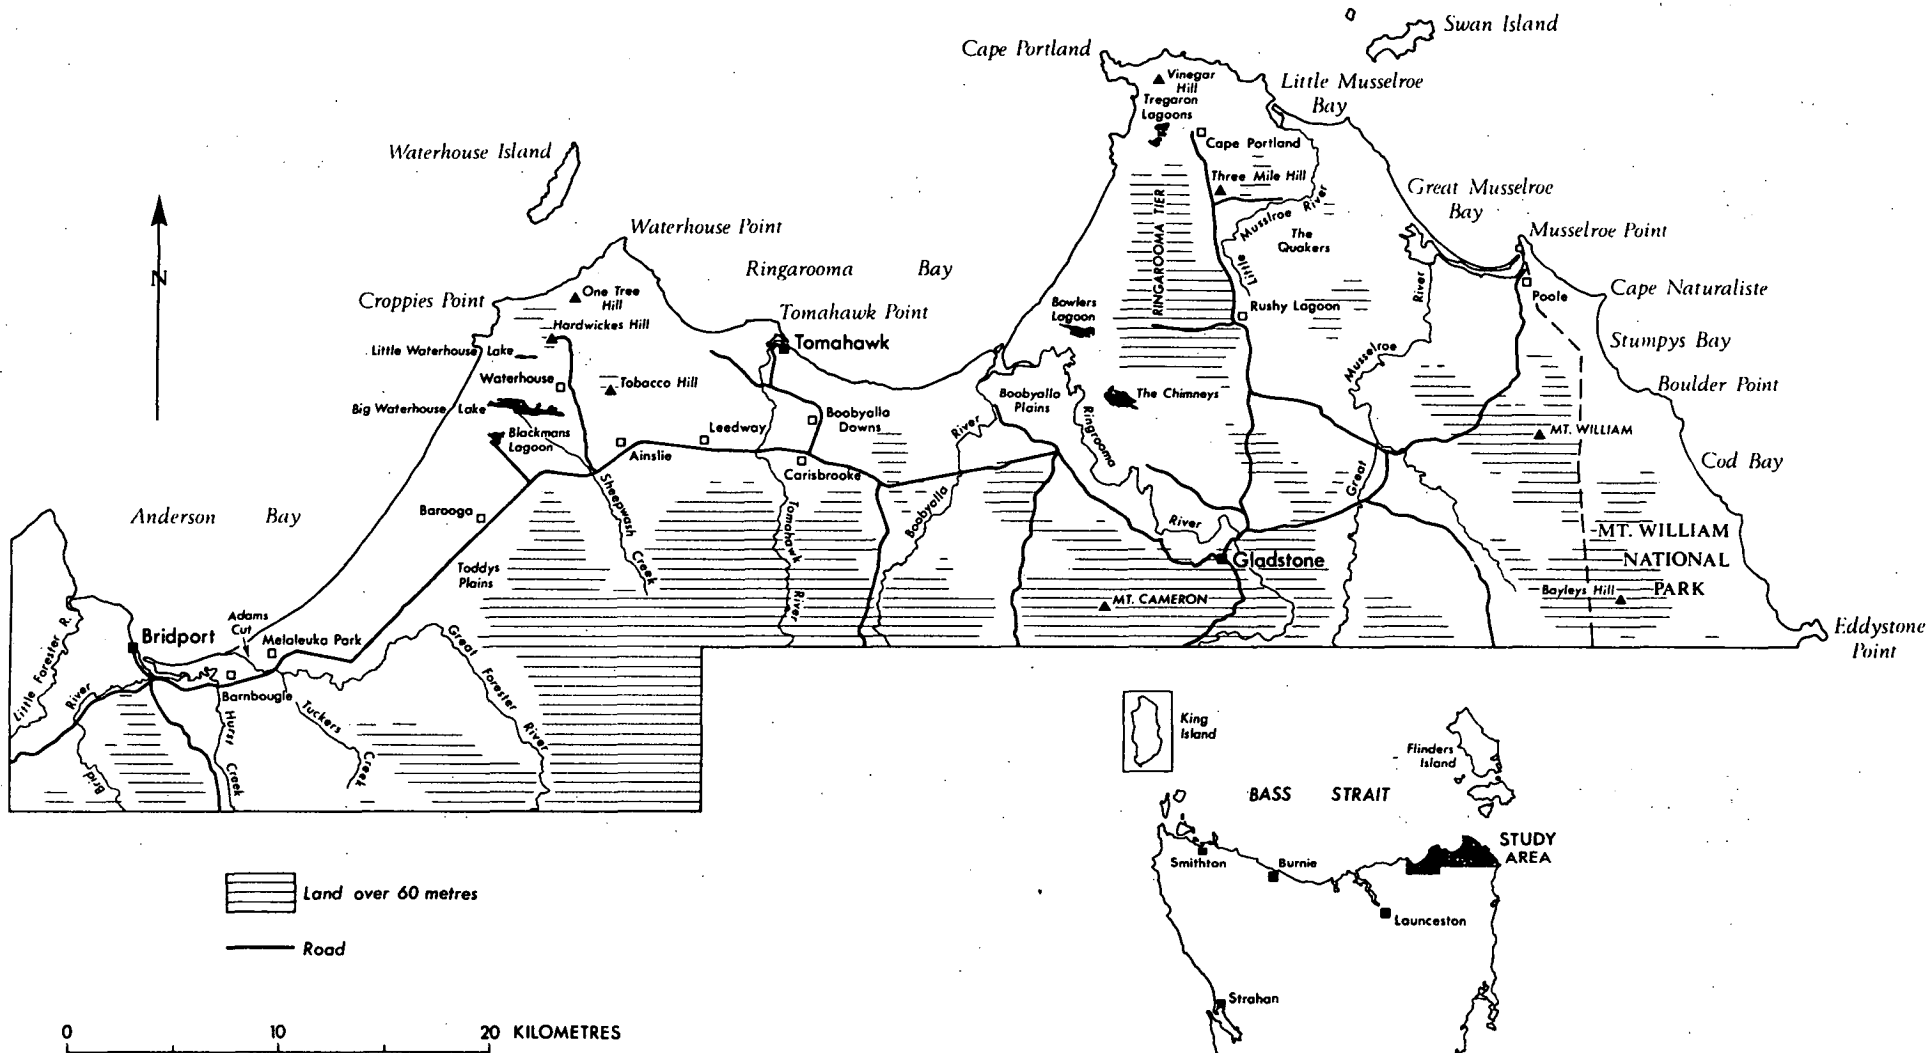 Swan Island
Cape Portland
Vinegar
Hill
Little Musselroe
Bay
Tregaron
Lagoons
Cape Portland
Waterhouse Island
Three Mile Hill
Great Musselroe
Bay
RINGAROOMA TIER
Little Musslroe River
The
Quakers
Waterhouse Point
Musselroe Point
N
Ringarooma Bay
Croppies Point
One Tree
Hill
Cape Naturaliste
Poole
Bowlers
Lagoon
Rushy Lagoon
Tomahawk Point
Hardwickes Hill
Tomahawk
Little Waterhouse Lake
Stumpys Bay
Great Musselroe River
Waterhouse
Tobacco Hill
Boulder Point
Big Waterhouse Lake
Boobyalla
Plains
The Chimneys
Boobyalla
Downs
Blackmans
Lagoon
Leedway
Ringrooma River
MT. WILLIAM
Ainslie
Cod Bay
Carisbrooke
Boobyalla River
Sheepwash Creek
Tomahawk River
Barooga
Anderson Bay
MT. WILLIAM
NATIONAL
PARK
Gladstone
Toddys
Plains
Bayleys Hill
MT. CAMERON
Adams
Cut
Eddystone
Point
Bridport
Melaleuka Park
Little Forester R.
Great Forester River
Barnbougle
Brid River
Hurst Creek
Tuckers Creek
King
Island
Flinders
Island
BASS STRAIT
STUDY
AREA
Smithton
Burnie
Launceston
Land over 60 metres
Road
Strahan
0 10 20 KILOMETRES